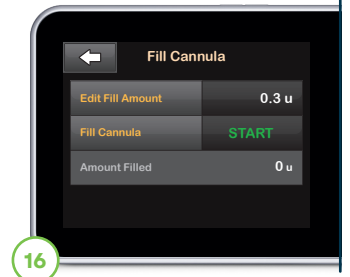 Fill Cannula
Edit Fill Amount 0.3 u
Fill Cannula START
Amount Filled 0 u
16